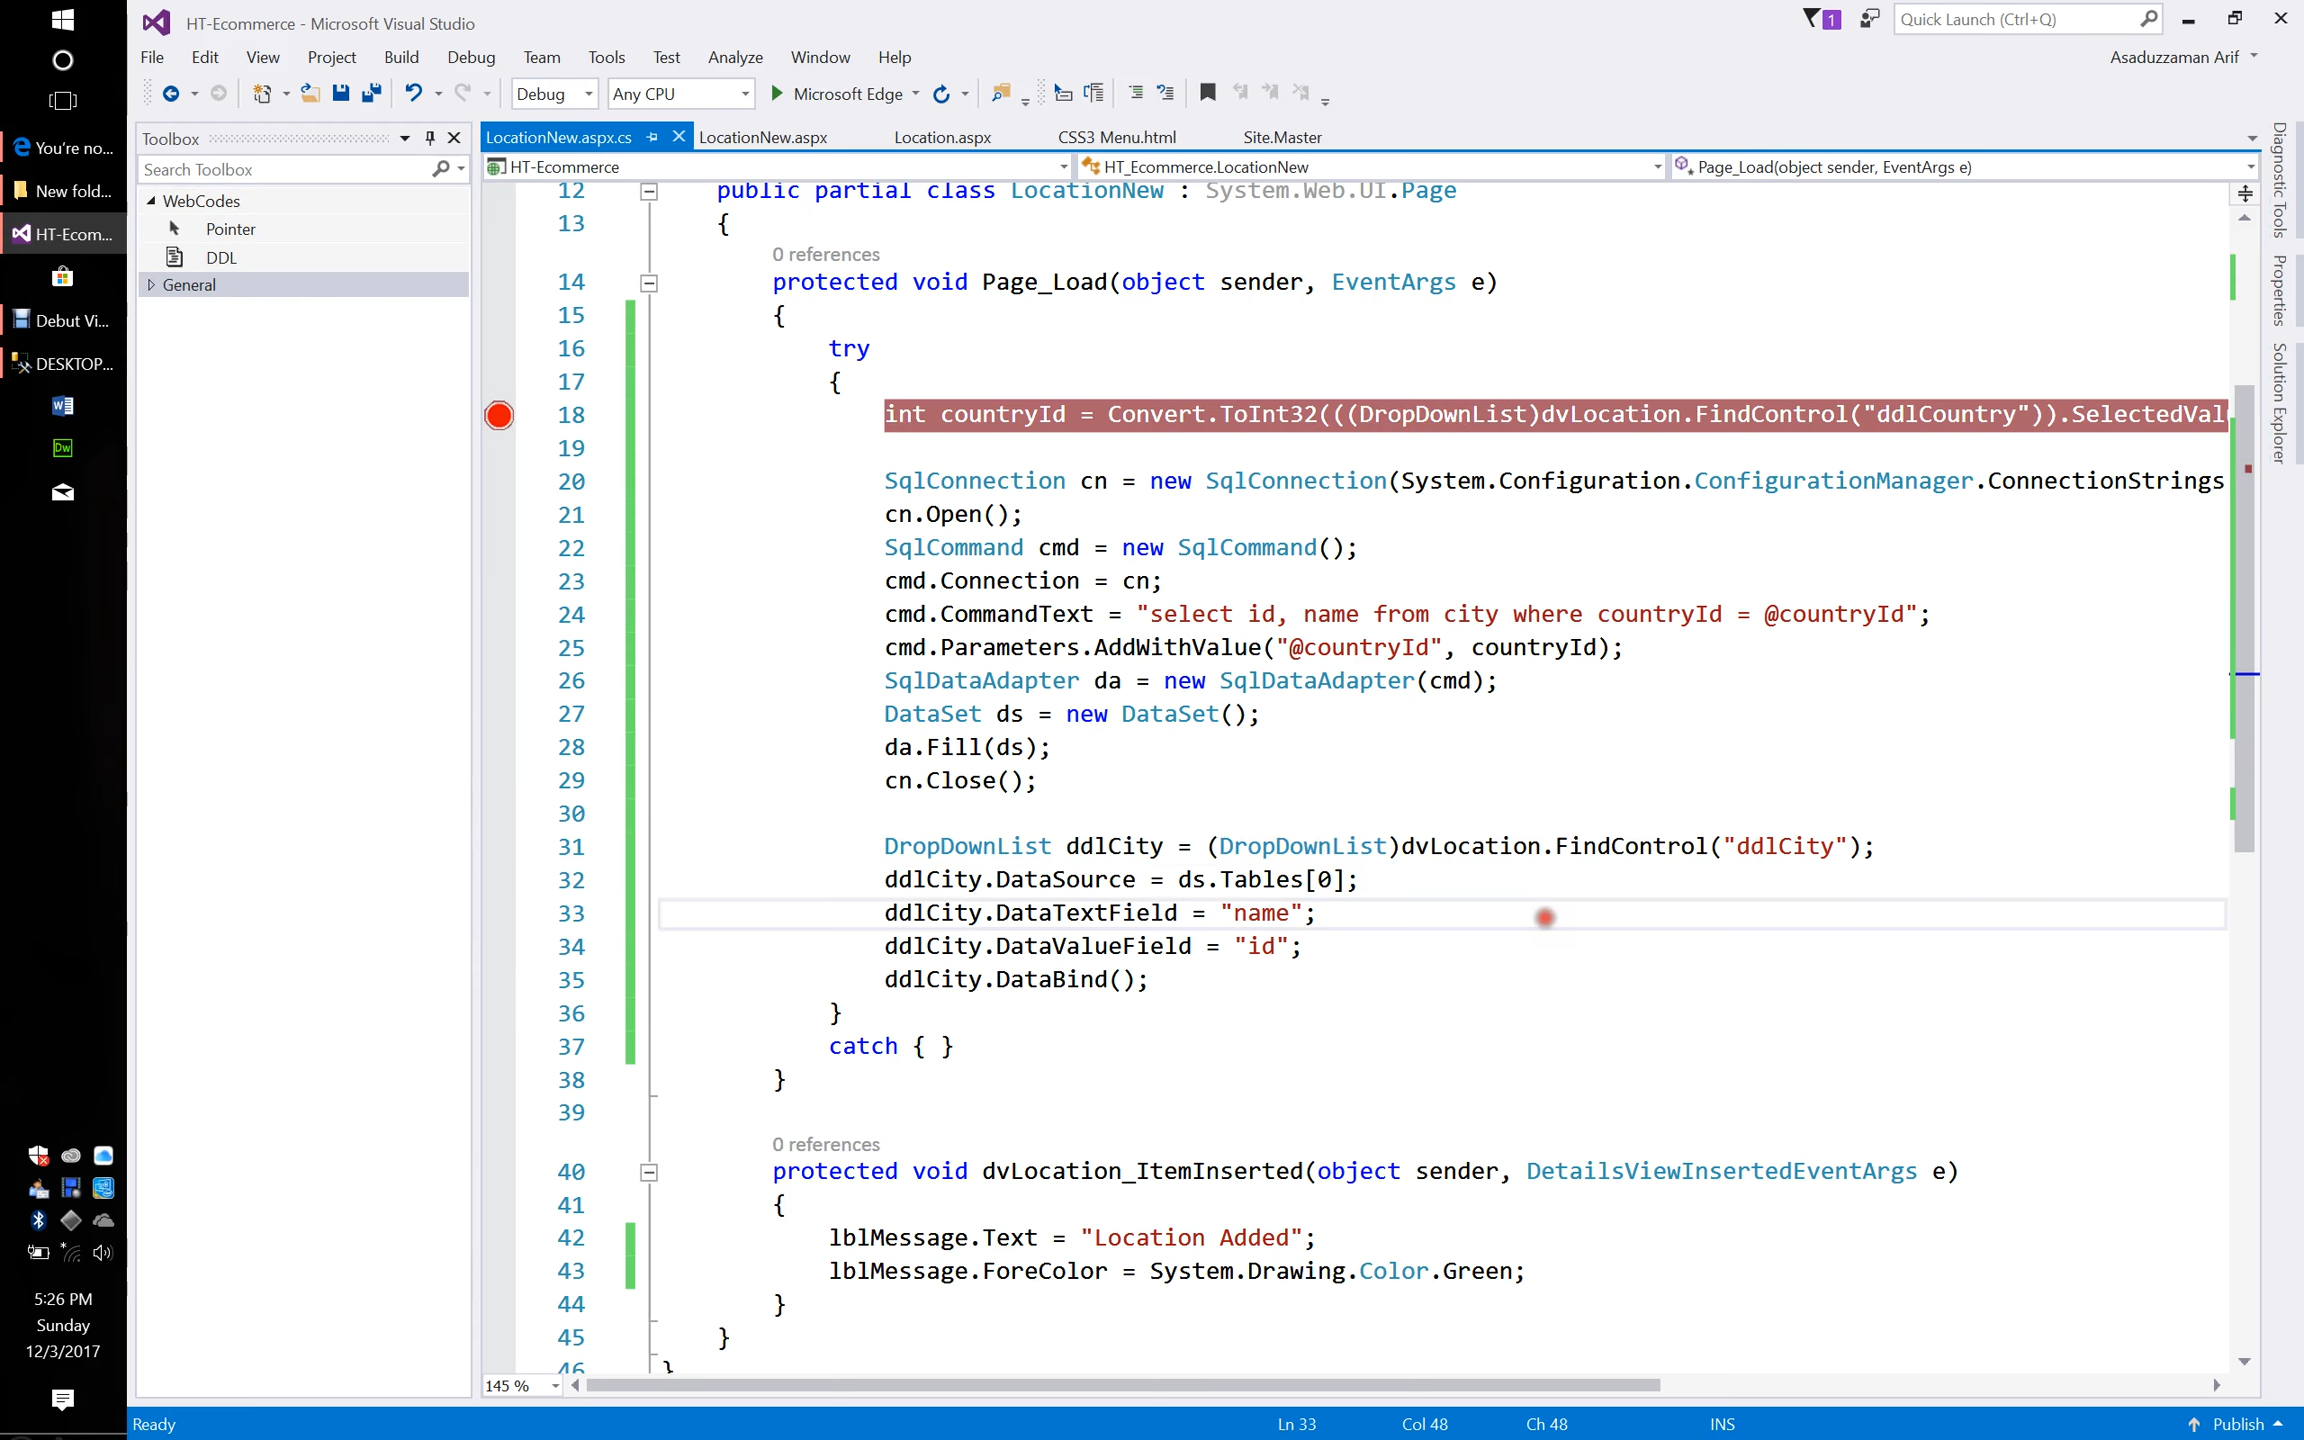 HT-Ecommerce - Microsoft Visual Studio
1
Quick Launch (Ctrl+Q)
File Edit View Project Build Debug Team Tools Test Analyze Window Help
Asaduzzaman Arif
Debug Any CPU Microsoft Edge
You're no...
New fold...
HT-Ecom...
Debut Vi...
DESKTOP...
Dw
5:26 PM
Sunday
12/3/2017
Toolbox
Search Toolbox
WebCodes
Pointer
DDL
General
LocationNew.aspx.cs LocationNew.aspx Location.aspx CSS3 Menu.html Site.Master
HT-Ecommerce HT_Ecommerce.LocationNew Page_Load(object sender, EventArgs e)
12 public partial class LocationNew : System.Web.UI.Page
13 {
0 references
14 protected void Page_Load(object sender, EventArgs e)
15 {
16 try
17 {
18 int countryId = Convert.ToInt32(((DropDownList)dvLocation.FindControl("ddlCountry")).SelectedVal
19
20 SqlConnection cn = new SqlConnection(System.Configuration.ConfigurationManager.ConnectionStrings
21 cn.Open();
22 SqlCommand cmd = new SqlCommand();
23 cmd.Connection = cn;
24 cmd.CommandText = "select id, name from city where countryId = @countryId";
25 cmd.Parameters.AddWithValue("@countryId", countryId);
26 SqlDataAdapter da = new SqlDataAdapter(cmd);
27 DataSet ds = new DataSet();
28 da.Fill(ds);
29 cn.Close();
30
31 DropDownList ddlCity = (DropDownList)dvLocation.FindControl("ddlCity");
32 ddlCity.DataSource = ds.Tables[0];
33 ddlCity.DataTextField = "name";
34 ddlCity.DataValueField = "id";
35 ddlCity.DataBind();
36 }
37 catch { }
38 }
39
0 references
40 protected void dvLocation_ItemInserted(object sender, DetailsViewInsertedEventArgs e)
41 {
42 lblMessage.Text = "Location Added";
43 lblMessage.ForeColor = System.Drawing.Color.Green;
44 }
45 }
46 }
145 %
Diagnostic Tools
Properties
Solution Explorer
Ready Ln 33 Col 48 Ch 48 INS Publish